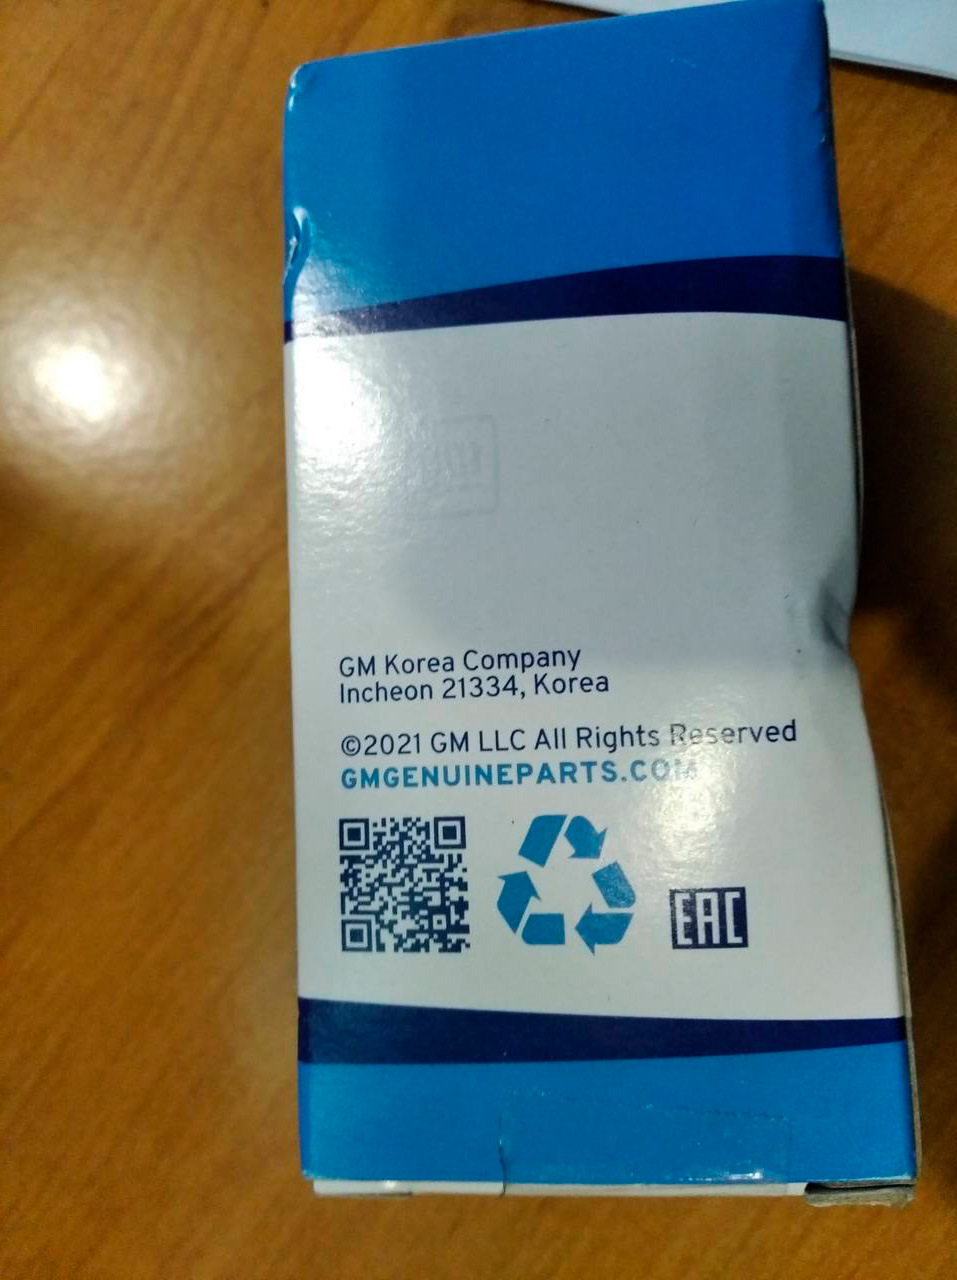 GM Korea Company
Incheon 21334, Korea
©2021 GM LLC All Rights Reserved
GMGENUINEPARTS.COM
EAC